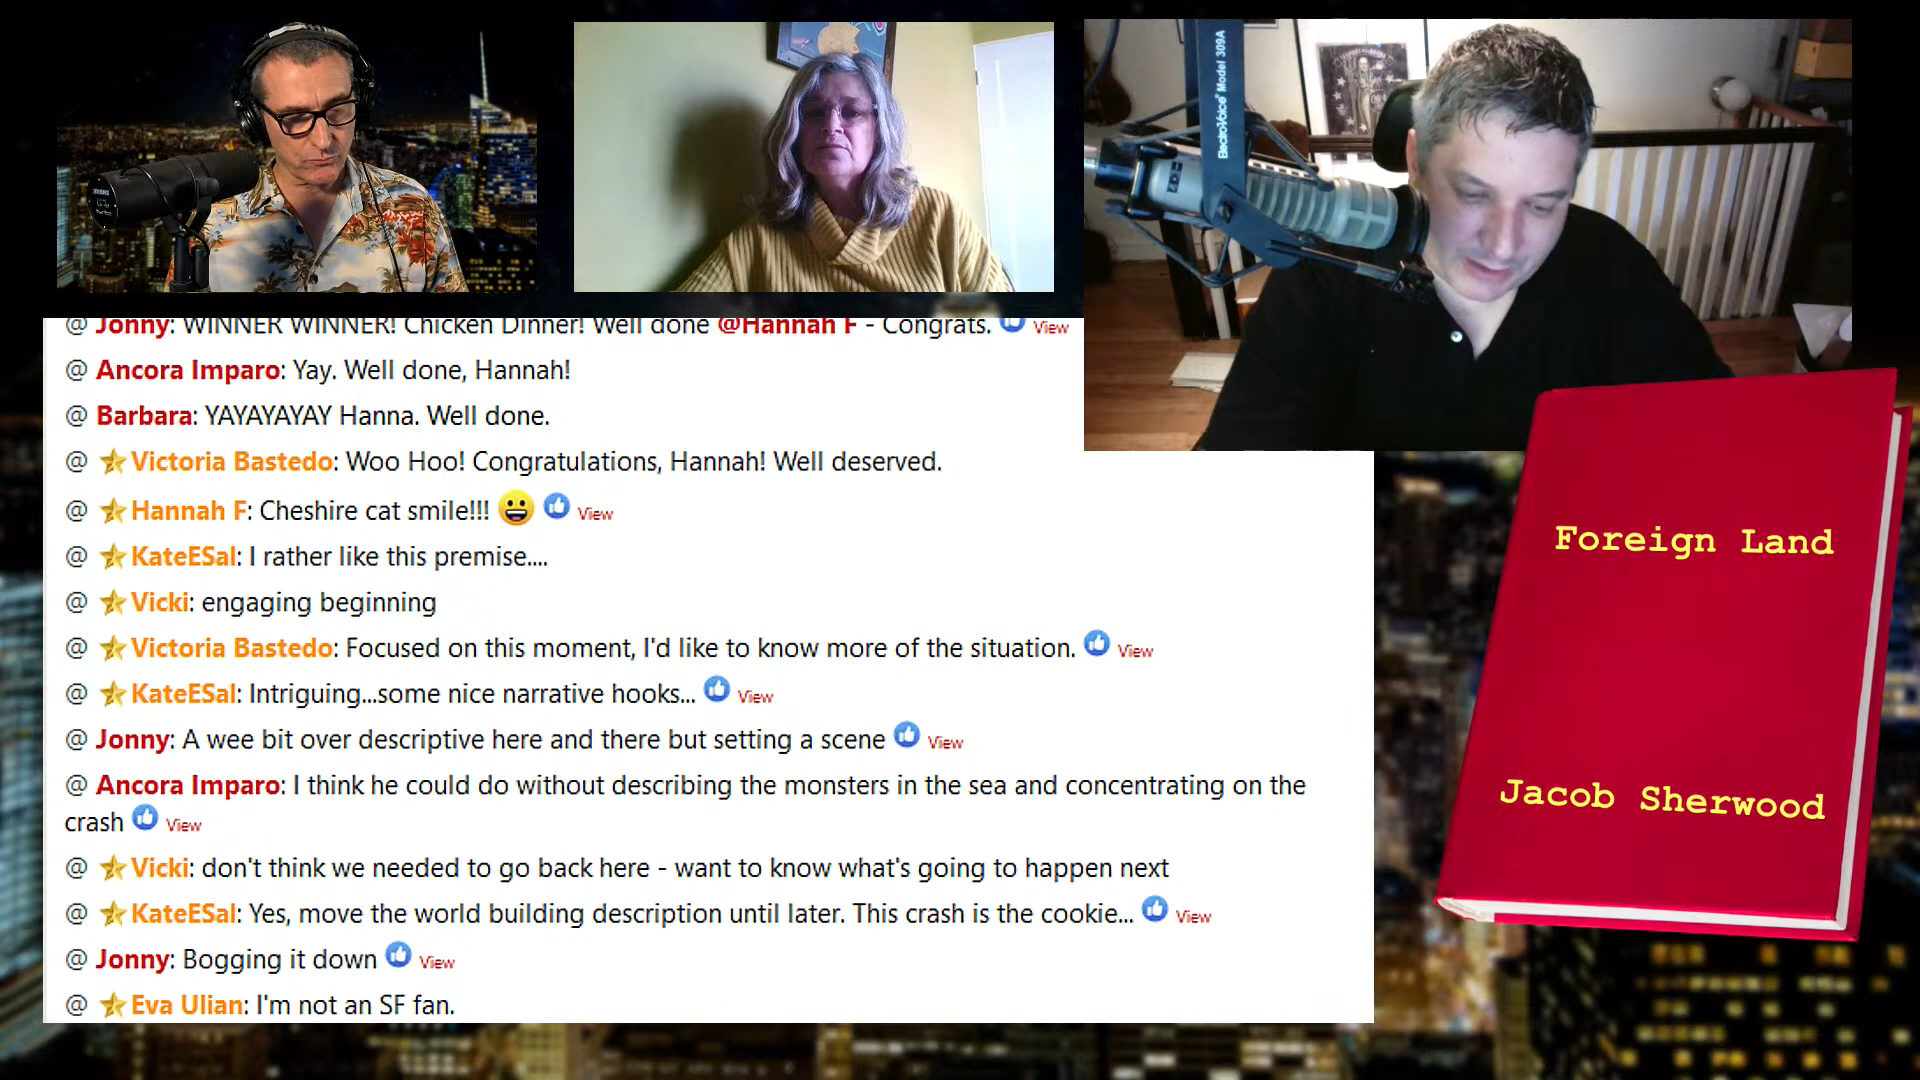 ElectroVoice Model 309A
@ Jonny: WINNER WINNER! Chicken Dinner! Well done @Hannah F - Congrats. View
@ Ancora Imparo: Yay. Well done, Hannah!
@ Barbara: YAYAYAYAY Hanna. Well done.
@ Victoria Bastedo: Woo Hoo! Congratulations, Hannah! Well deserved.
@ Hannah F: Cheshire cat smile!!! View
@ KateESal: I rather like this premise....
@ Vicki: engaging beginning
@ Victoria Bastedo: Focused on this moment, I'd like to know more of the situation. View
@ KateESal: Intriguing...some nice narrative hooks... View
@ Jonny: A wee bit over descriptive here and there but setting a scene View
@ Ancora Imparo: I think he could do without describing the monsters in the sea and concentrating on the
crash View
@ Vicki: don't think we needed to go back here - want to know what's going to happen next
@ KateESal: Yes, move the world building description until later. This crash is the cookie... View
@ Jonny: Bogging it down View
@ Eva Ulian: I'm not an SF fan.
Foreign Land
Jacob Sherwood